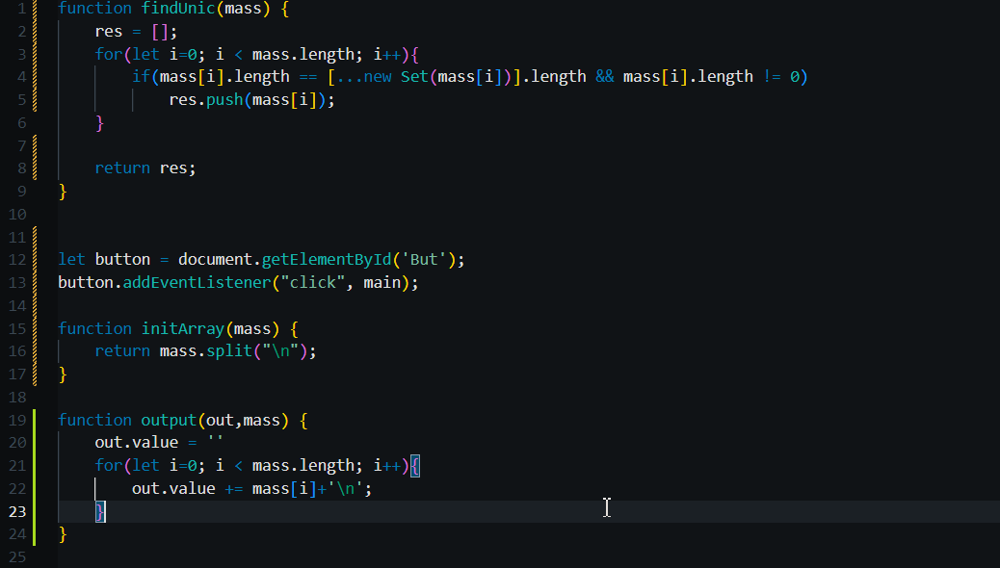 1 function findUnic(mass) {
2     res = [];
3     for(let i=0; i < mass.length; i++){
4         if(mass[i].length == [...new Set(mass[i])].length && mass[i].length != 0)
5             res.push(mass[i]);
6     }
7
8     return res;
9 }
10
11
12 let button = document.getElementById('But');
13 button.addEventListener("click", main);
14
15 function initArray(mass) {
16     return mass.split("\n");
17 }
18
19 function output(out,mass) {
20     out.value = ''
21     for(let i=0; i < mass.length; i++){
22         out.value += mass[i]+'\n';
23     }
24 }
25